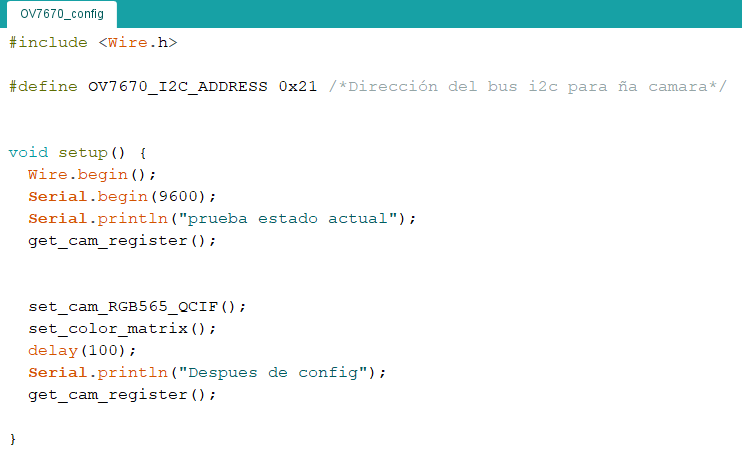 OV7670_config
#include <Wire.h>
#define OV7670_I2C_ADDRESS 0x21 /*Dirección del bus i2c para ña camara*/
void setup() {
Wire.begin();
Serial.begin(9600);
Serial.println("prueba estado actual");
get_cam_register();
set_cam_RGB565_QCIF();
set_color_matrix();
delay(100);
Serial.println("Despues de config");
get_cam_register();
}